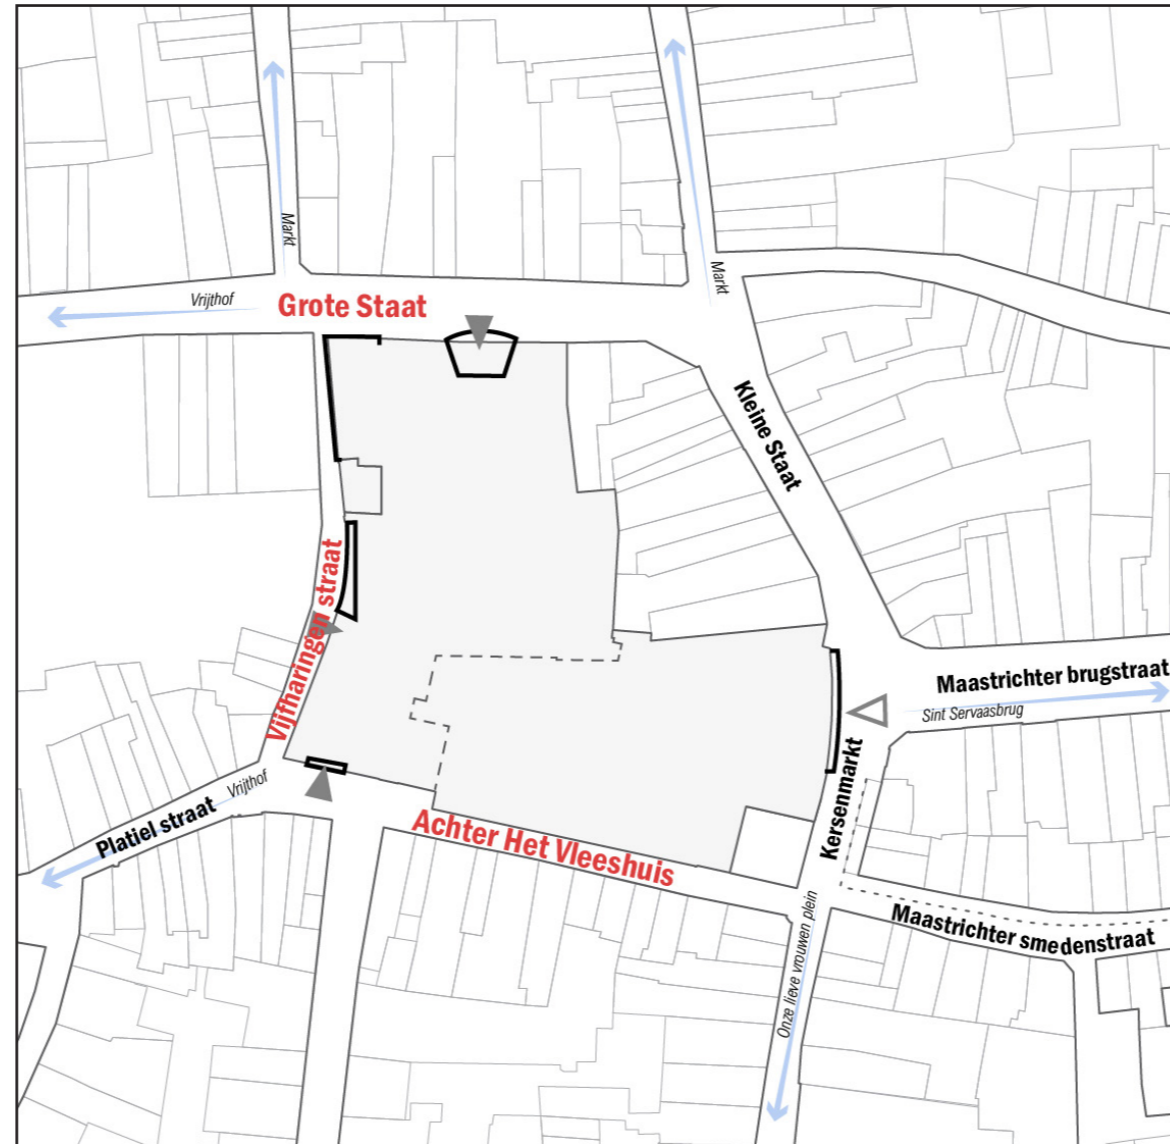 Markt
Markt
Vrijthof
Grote Staat
Kleine Staat
Vijfharingen straat
Maastrichter brugstraat
Sint Servaasbrug
Vrijthof
Platiel straat
Kersenmarkt
Achter Het Vleeshuis
Onze lieve vrouwen plein
Maastrichter smedenstraat